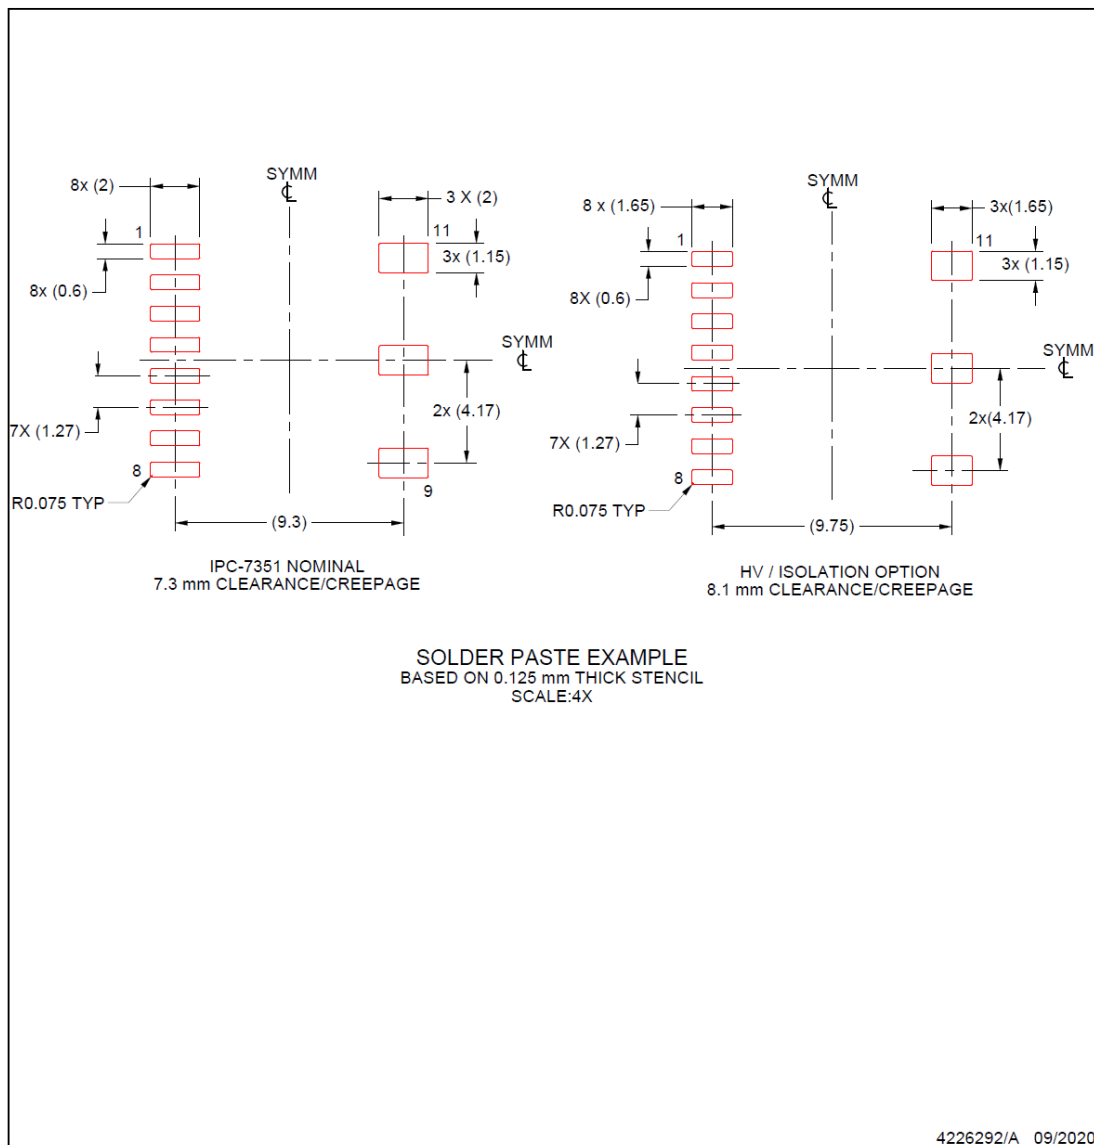 SYMM
℄
8x (2)
3 X (2)
1
11
3x (1.15)
8x (0.6)
SYMM
℄
2x (4.17)
7X (1.27)
8
9
R0.075 TYP
(9.3)
IPC-7351 NOMINAL
7.3 mm CLEARANCE/CREEPAGE
SYMM
℄
8 x (1.65)
3x(1.65)
1
11
3x (1.15)
8X (0.6)
SYMM
℄
2x(4.17)
7X (1.27)
8
R0.075 TYP
(9.75)
HV / ISOLATION OPTION
8.1 mm CLEARANCE/CREEPAGE
SOLDER PASTE EXAMPLE
BASED ON 0.125 mm THICK STENCIL
SCALE:4X
4226292/A 09/2020